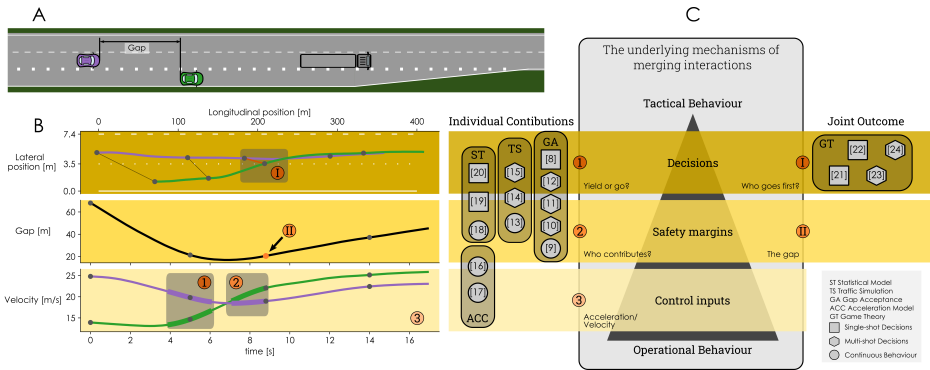 A
Gap
C
The underlying mechanisms of
merging interactions
Tactical Behaviour
B
Longitudinal position [m]
0
100
200
300
400
Lateral
position [m]
7.4
3.5
0.0
I
Gap [m]
60
40
20
II
Velocity [m/s]
25
20
15
1
2
3
0
2
4
6
8
10
12
14
16
time [s]
Individual Contibutions
Joint Outcome
ST
[20]
[19]
[18]
TS
[15]
[14]
[13]
GA
[8]
[12]
[11]
[10]
[9]
[16]
[17]
ACC
1
Decisions
I
Yield or go?
Who goes first?
2
Safety margins
II
Who contributes?
The gap
3
Control inputs
Acceleration/
Velocity
Operational Behaviour
GT
[22]
[24]
[21]
[23]
ST Statistical Model
TS Traffic Simulation
GA Gap Acceptance
ACC Acceleration Model
GT Game Theory
Single-shot Decisions
Multi-shot Decisions
Continuous Behaviour